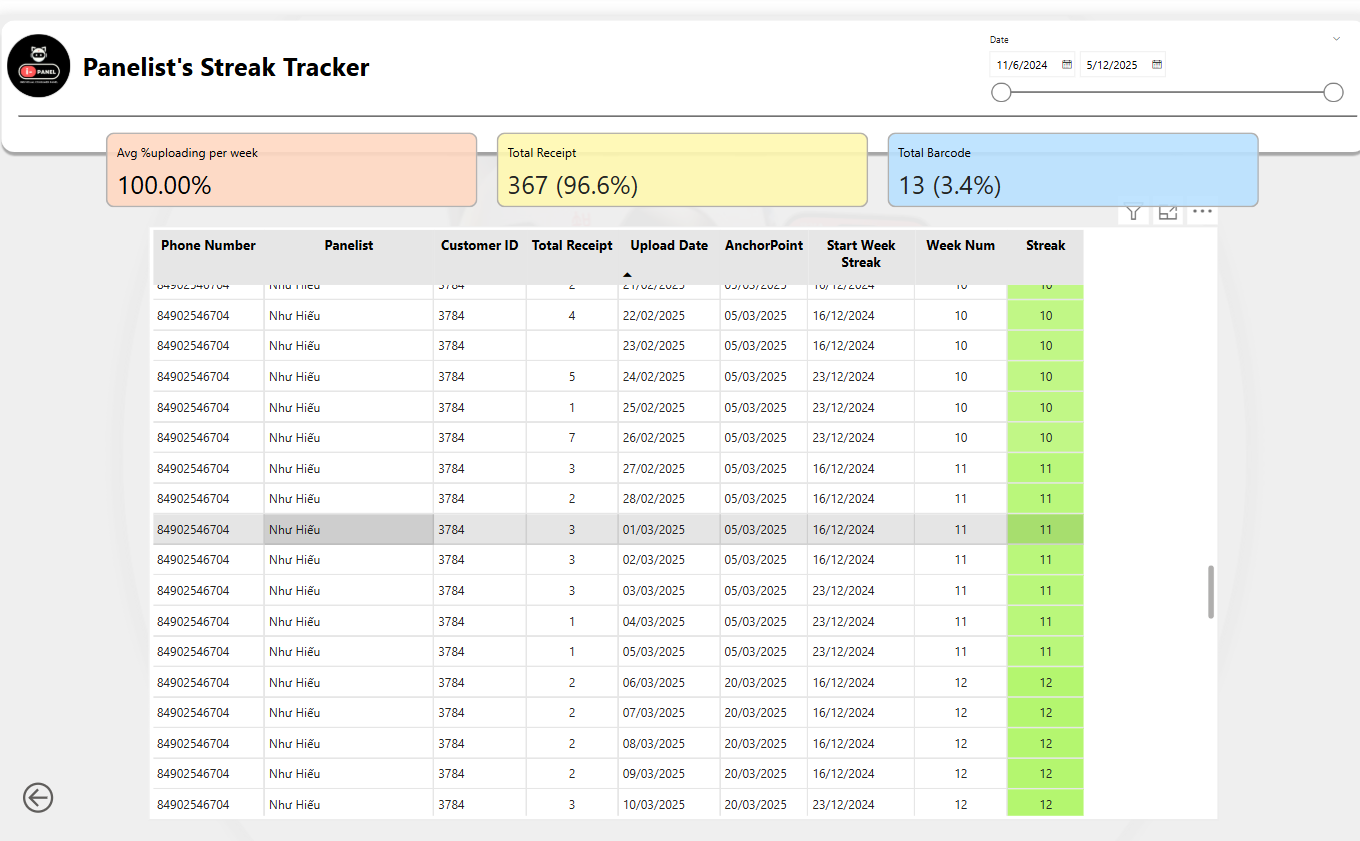 PANEL
Panelist's Streak Tracker
Date
11/6/2024 5/12/2025
Avg %uploading per week
100.00%
Total Receipt
367 (96.6%)
Total Barcode
13 (3.4%)
Phone Number Panelist Customer ID Total Receipt Upload Date AnchorPoint Start Week Streak Week Num Streak
84902546704 Như Hiếu 3784 2 21/02/2025 05/03/2025 16/12/2024 10 10
84902546704 Như Hiếu 3784 4 22/02/2025 05/03/2025 16/12/2024 10 10
84902546704 Như Hiếu 3784 23/02/2025 05/03/2025 16/12/2024 10 10
84902546704 Như Hiếu 3784 5 24/02/2025 05/03/2025 23/12/2024 10 10
84902546704 Như Hiếu 3784 1 25/02/2025 05/03/2025 23/12/2024 10 10
84902546704 Như Hiếu 3784 7 26/02/2025 05/03/2025 23/12/2024 10 10
84902546704 Như Hiếu 3784 3 27/02/2025 05/03/2025 16/12/2024 11 11
84902546704 Như Hiếu 3784 2 28/02/2025 05/03/2025 16/12/2024 11 11
84902546704 Như Hiếu 3784 3 01/03/2025 05/03/2025 16/12/2024 11 11
84902546704 Như Hiếu 3784 3 02/03/2025 05/03/2025 16/12/2024 11 11
84902546704 Như Hiếu 3784 3 03/03/2025 05/03/2025 23/12/2024 11 11
84902546704 Như Hiếu 3784 1 04/03/2025 05/03/2025 23/12/2024 11 11
84902546704 Như Hiếu 3784 1 05/03/2025 05/03/2025 23/12/2024 11 11
84902546704 Như Hiếu 3784 2 06/03/2025 20/03/2025 16/12/2024 12 12
84902546704 Như Hiếu 3784 2 07/03/2025 20/03/2025 16/12/2024 12 12
84902546704 Như Hiếu 3784 2 08/03/2025 20/03/2025 16/12/2024 12 12
84902546704 Như Hiếu 3784 2 09/03/2025 20/03/2025 16/12/2024 12 12
84902546704 Như Hiếu 3784 3 10/03/2025 20/03/2025 23/12/2024 12 12